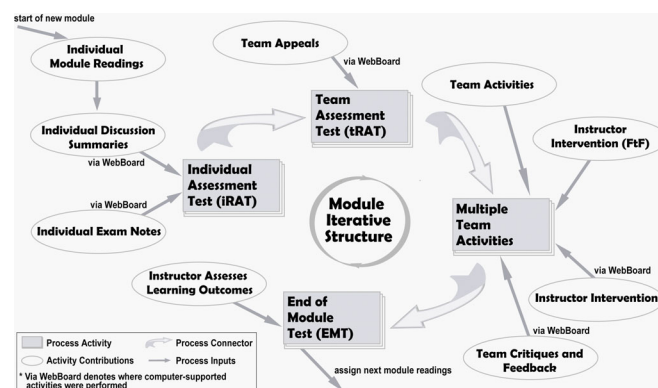 start of new module
Individual
Module Readings
Individual Discussion
Summaries
via WebBoard
via WebBoard
Individual Exam Notes
Individual
Assessment
Test (iRAT)
Team Appeals
via WebBoard
Team
Assessment
Test (tRAT)
Team Activities
Instructor
Intervention (FtF)
Multiple
Team
Activities
via WebBoard
Instructor Intervention
via WebBoard
Team Critiques and
Feedback
Module
Iterative
Structure
Instructor Assesses
Learning Outcomes
End of
Module
Test (EMT)
assign next module readings
Process Activity
Process Connector
Activity Contributions
Process Inputs
* Via WebBoard denotes where computer-supported
activities were performed